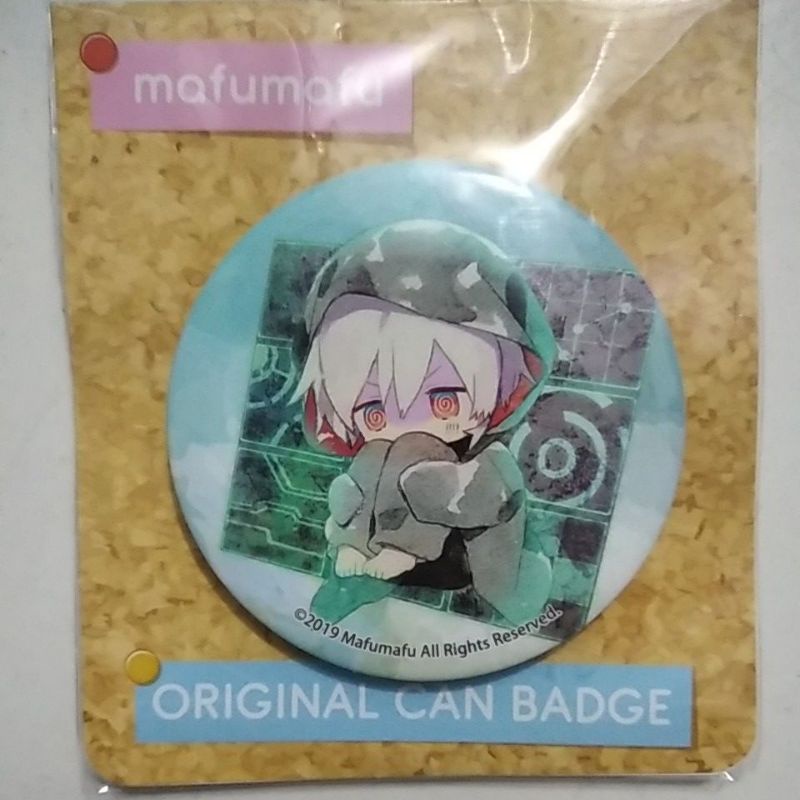 mafumafu
©2019 Mafumafu All Rights Reserved.
ORIGINAL CAN BADGE